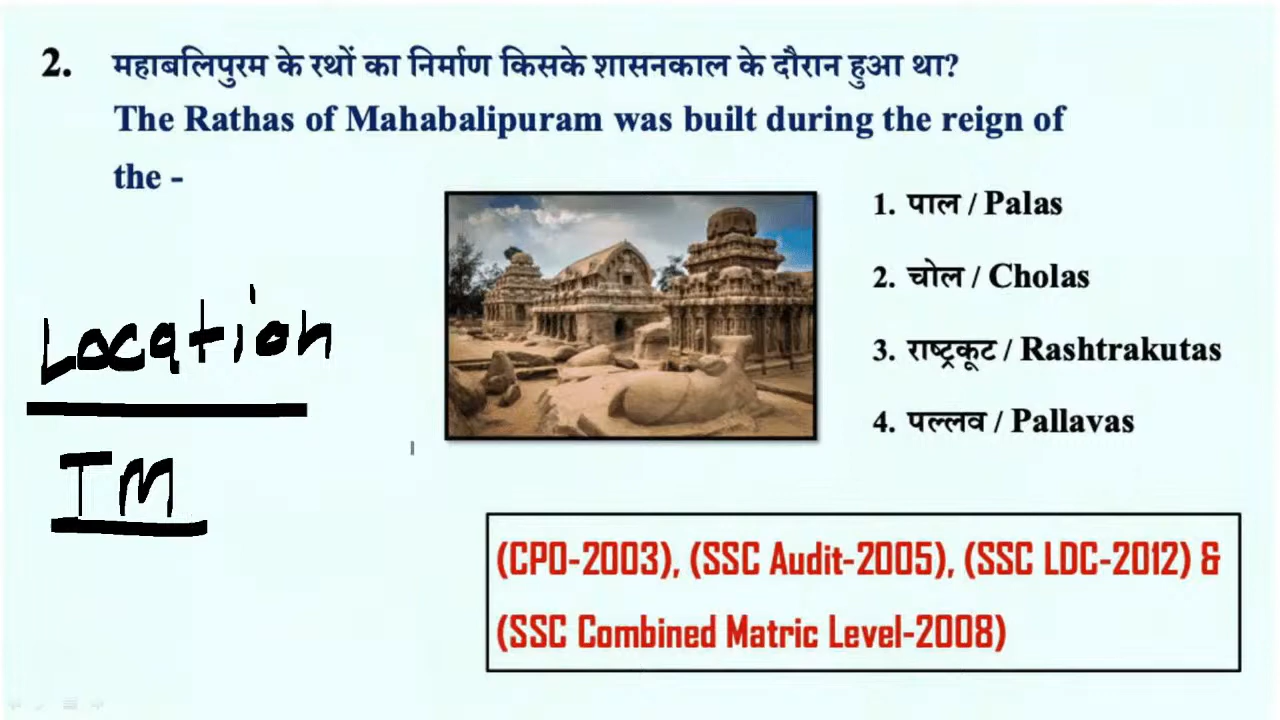 2. महाबलिपुरम के रथों का निर्माण किसके शासनकाल के दौरान हुआ था?
The Rathas of Mahabalipuram was built during the reign of
the -
1. पाल / Palas
2. चोल / Cholas
3. राष्ट्रकूट / Rashtrakutas
4. पल्लव / Pallavas
Location
TM
(CPO-2003), (SSC Audit-2005), (SSC LDC-2012) &
(SSC Combined Matric Level-2008)